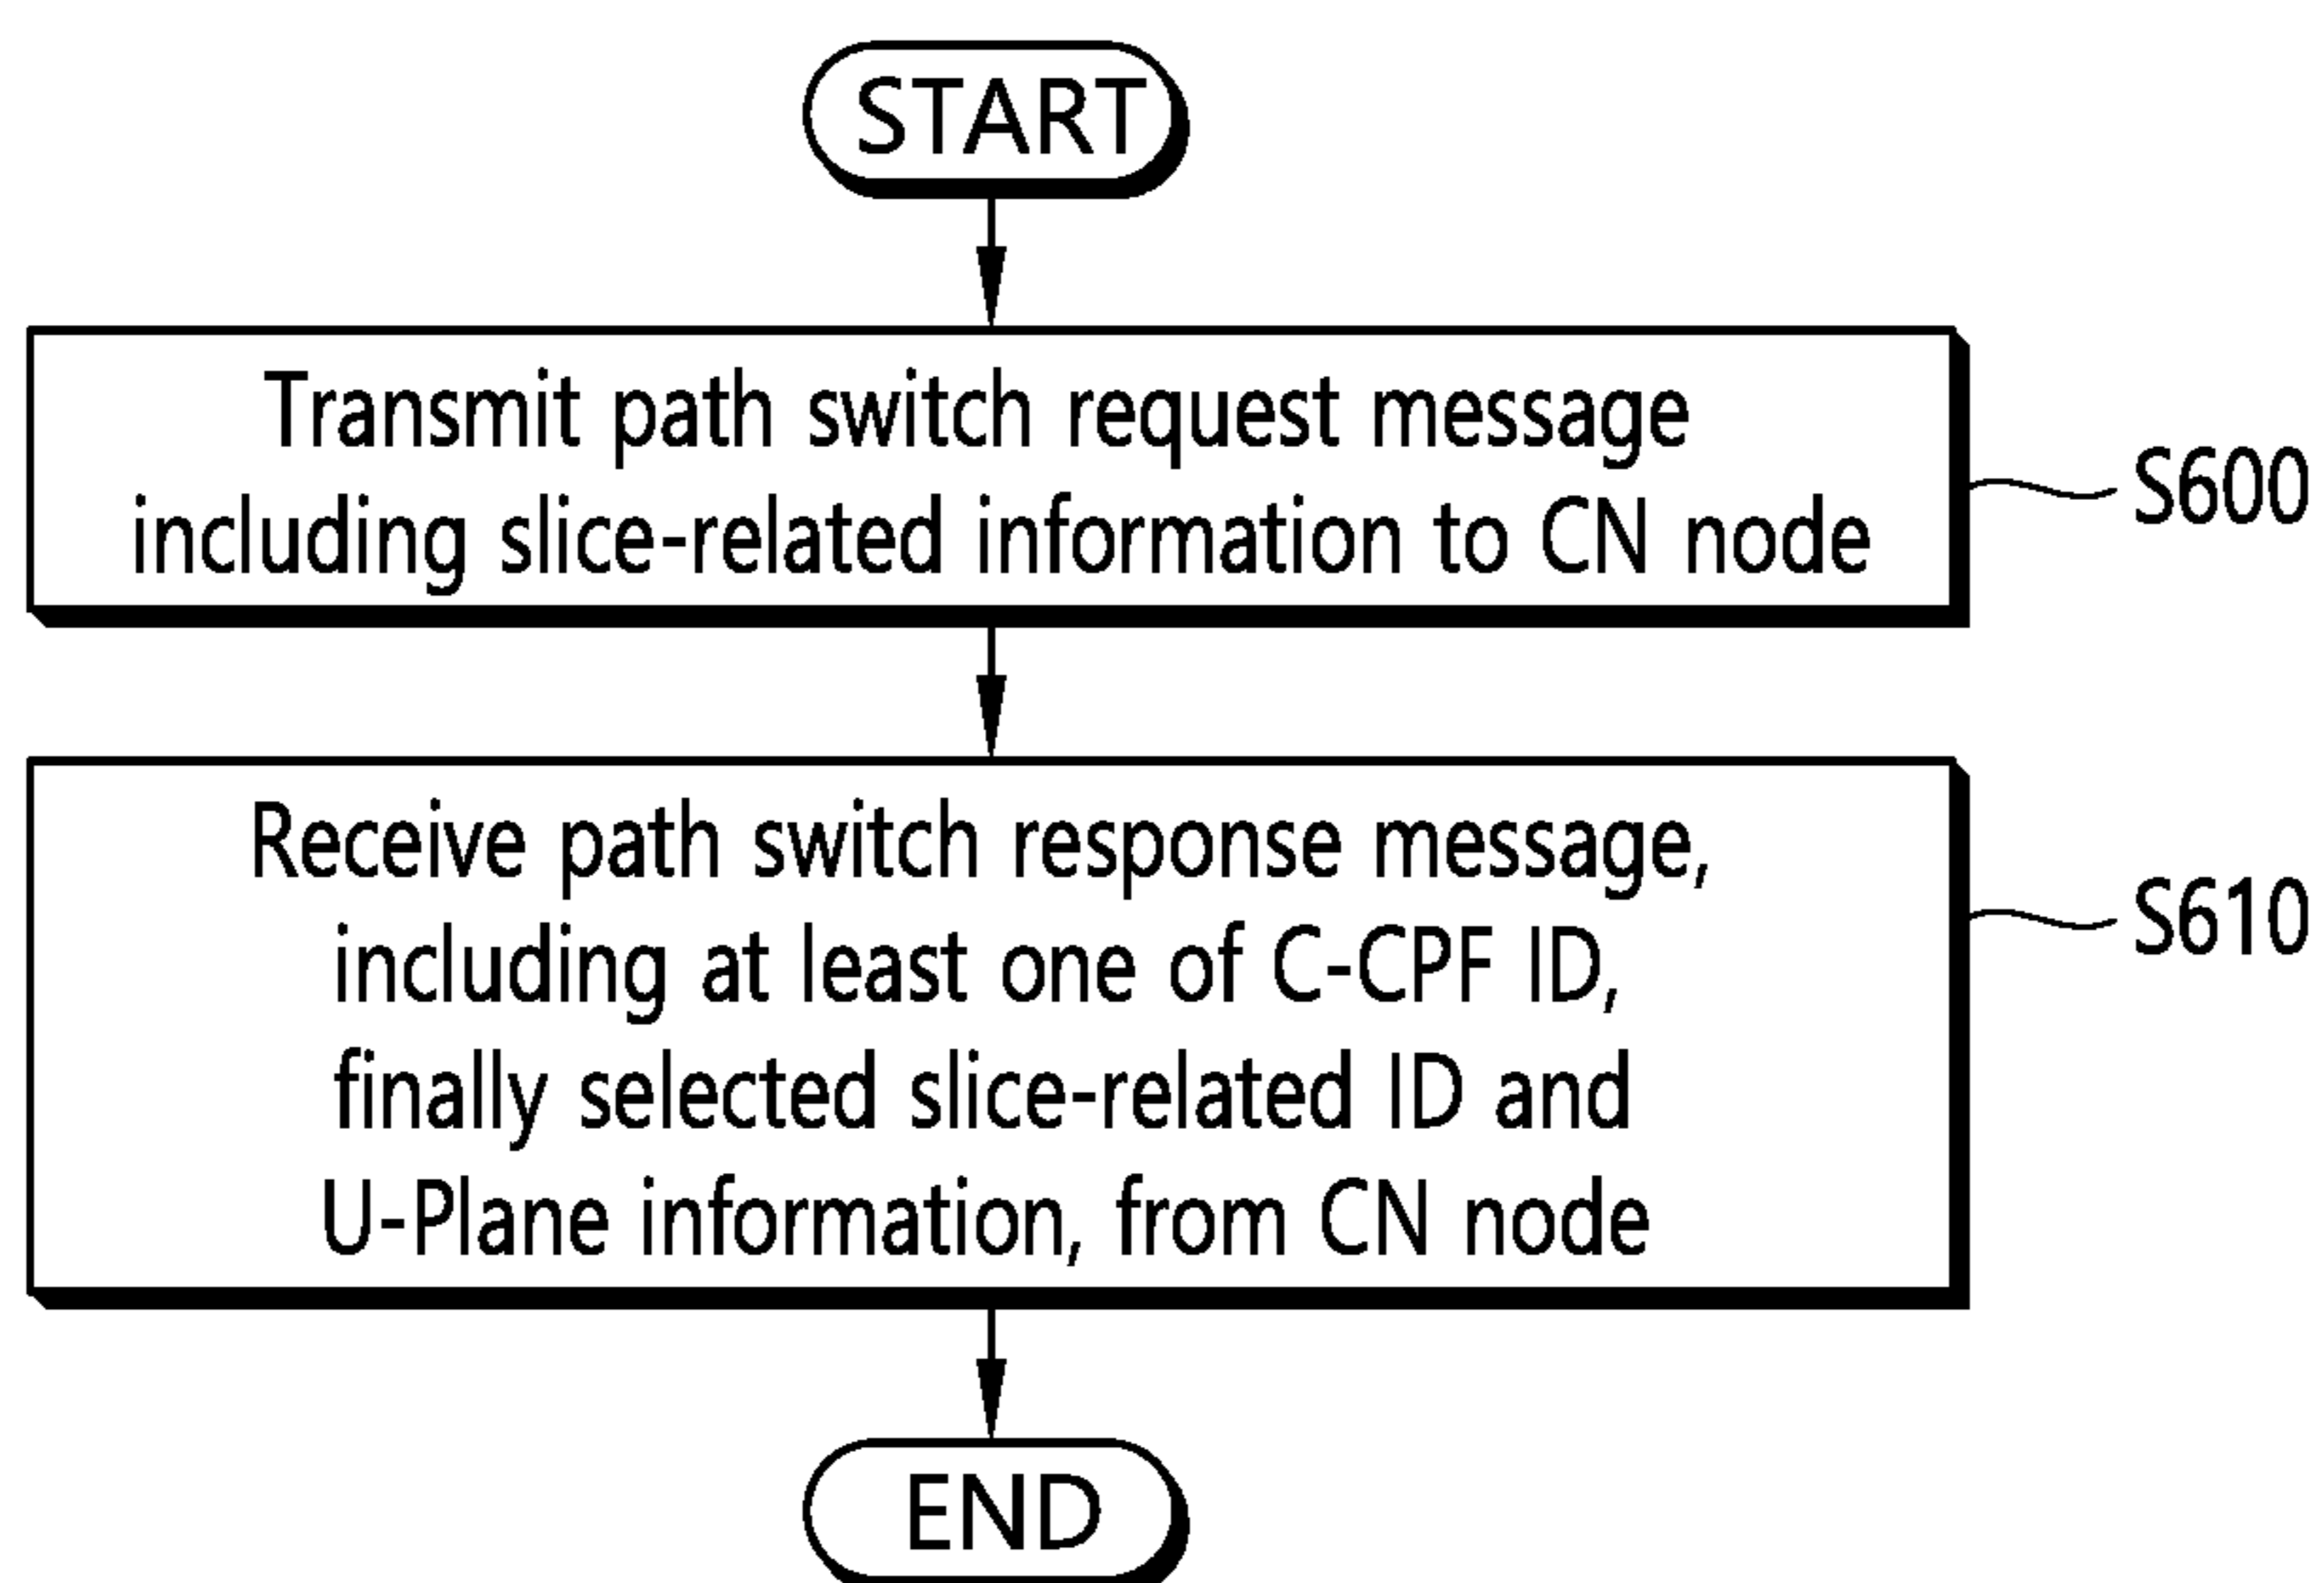 START
Transmit path switch request message
including slice-related information to CN node
S600
Receive path switch response message,
including at least one of C-CPF ID,
finally selected slice-related ID and
U-Plane information, from CN node
S610
END